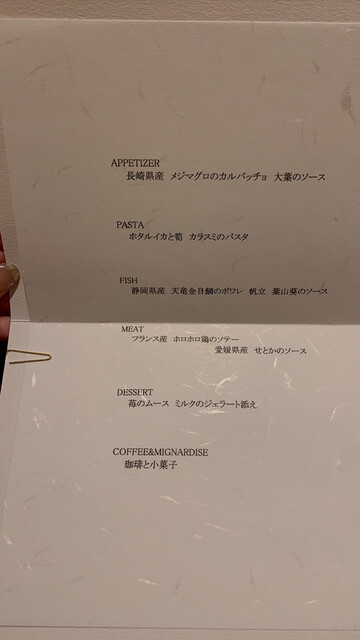 APPETIZER
長崎県産 メジマグロのカルパッチョ 大葉のソース
PASTA
ホタルイカと筍 カラスミのパスタ
FISH
静岡県産 天竜金目鯛のポワレ 帆立 葉山葵のソース
MEAT
フランス産 ホロホロ鶏のソテー
愛媛県産 せとかのソース
DESSERT
苺のムース ミルクのジェラート添え
COFFEE&MIGNARDISE
珈琲と小菓子